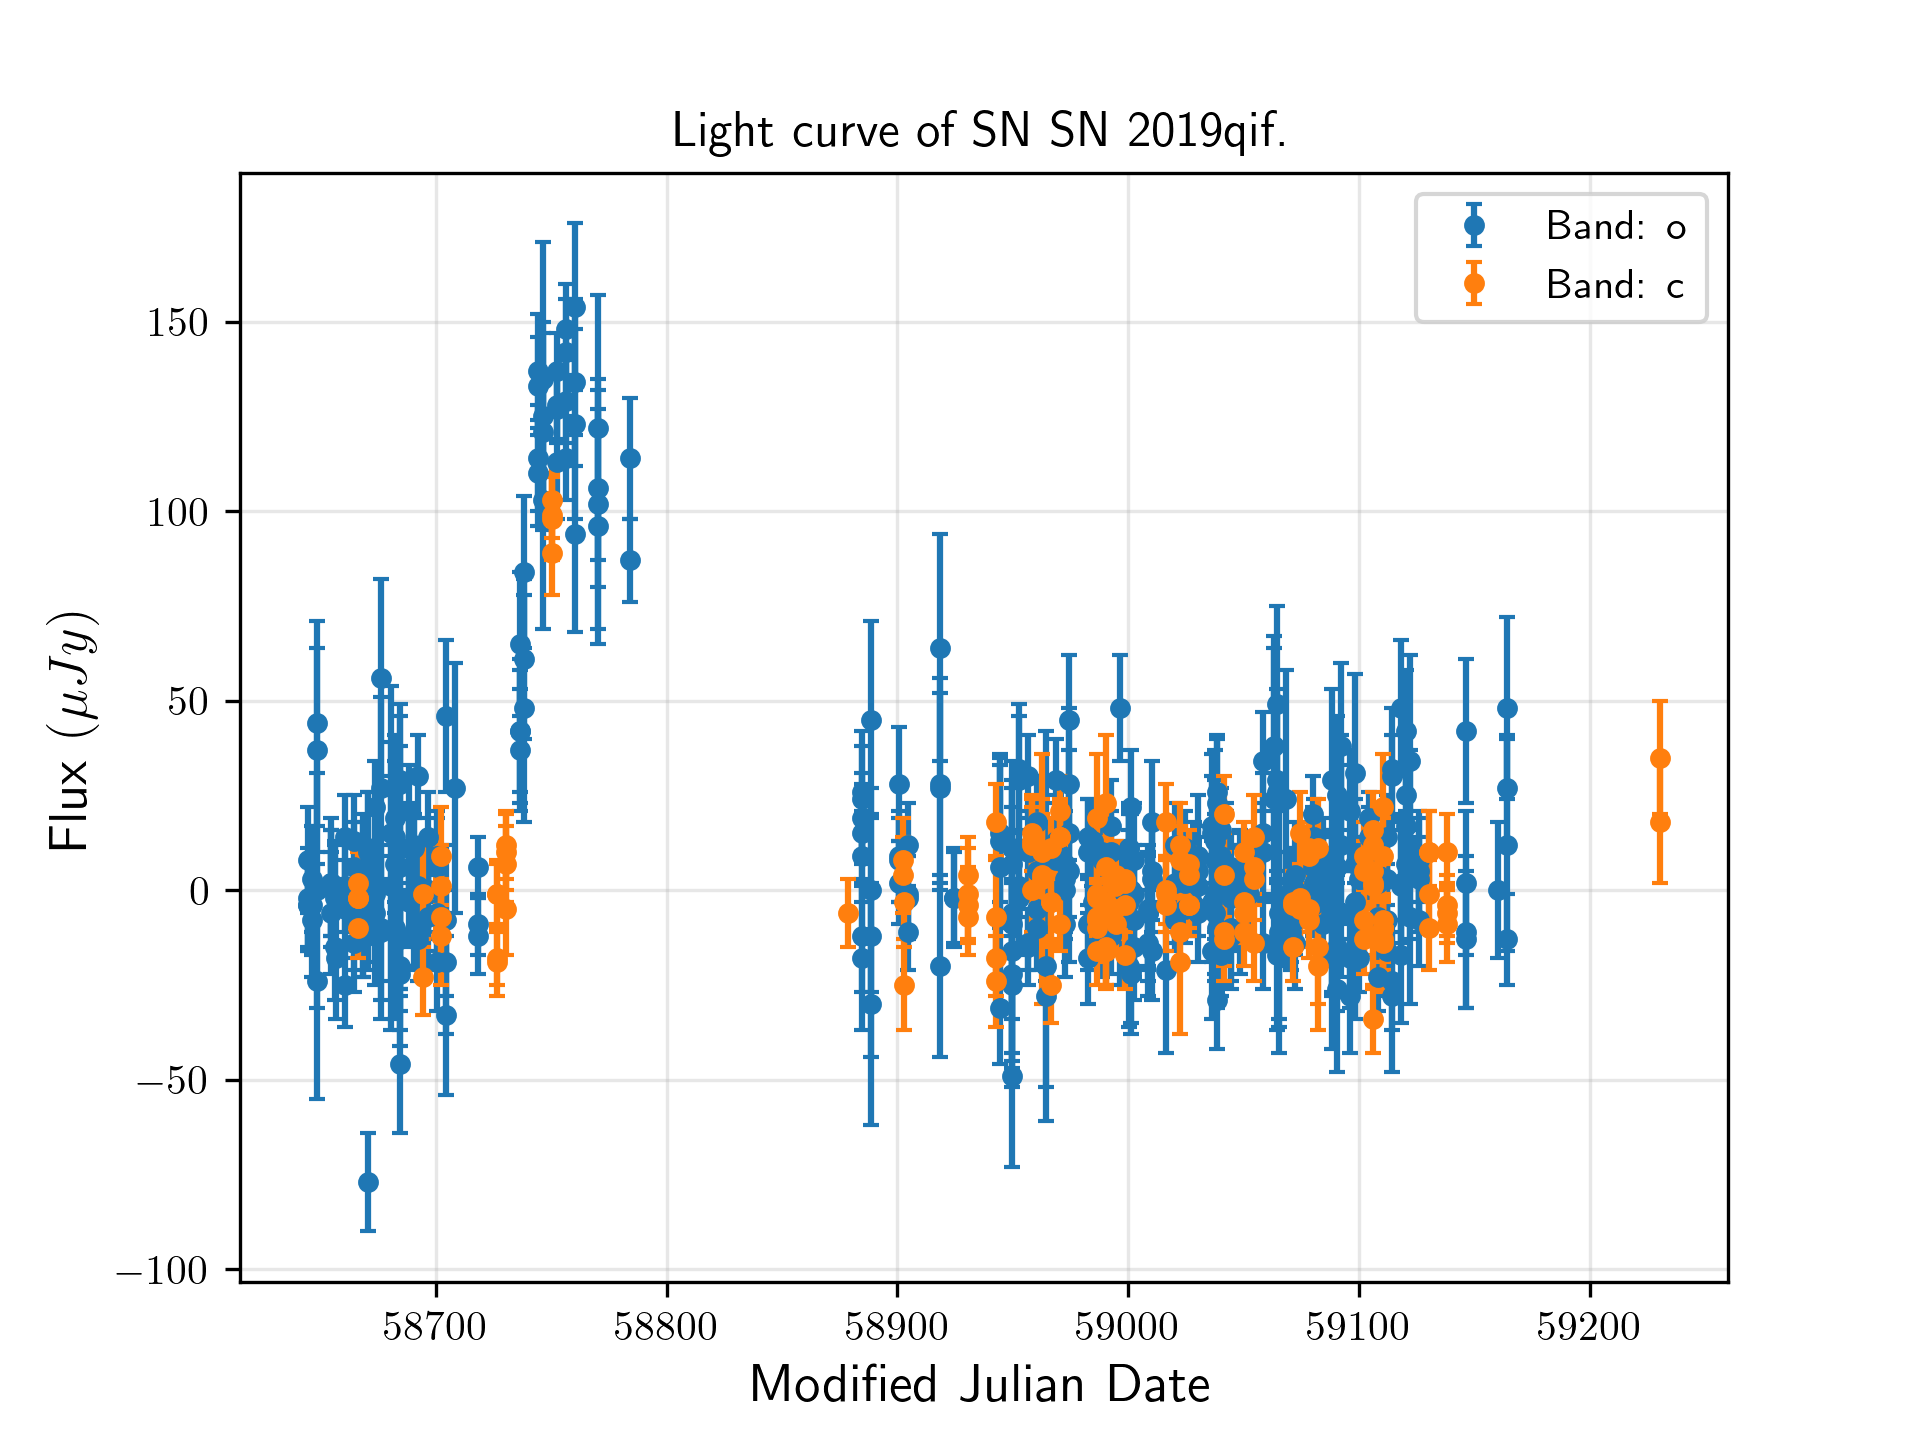 Light curve of SN SN 2019qif.
Band: o
Band: c
150
100
50
0
−50
−100
Flux (μJy)
58700 58800 58900 59000 59100 59200
Modified Julian Date